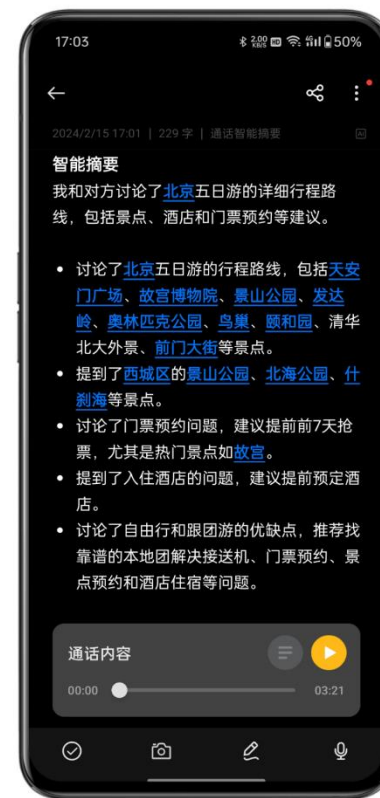 17:03
2.00 KB/S HD 50%
2024/2/15 17:01 | 229 字 | 通话智能摘要
AI
智能摘要
我和对方讨论了北京五日游的详细行程路
线，包括景点、酒店和门票预约等建议。
• 讨论了北京五日游的行程路线，包括天安
门广场、故宫博物院、景山公园、发达
岭、奥林匹克公园、鸟巢、颐和园、清华
北大外景、前门大街等景点。
• 提到了西城区的景山公园、北海公园、什
刹海等景点。
• 讨论了门票预约问题，建议提前前7天抢
票，尤其是热门景点如故宫。
• 提到了入住酒店的问题，建议提前预定酒
店。
• 讨论了自由行和跟团游的优缺点，推荐找
靠谱的本地团解决接送机、门票预约、景
点预约和酒店住宿等问题。
通话内容
00:00 03:21